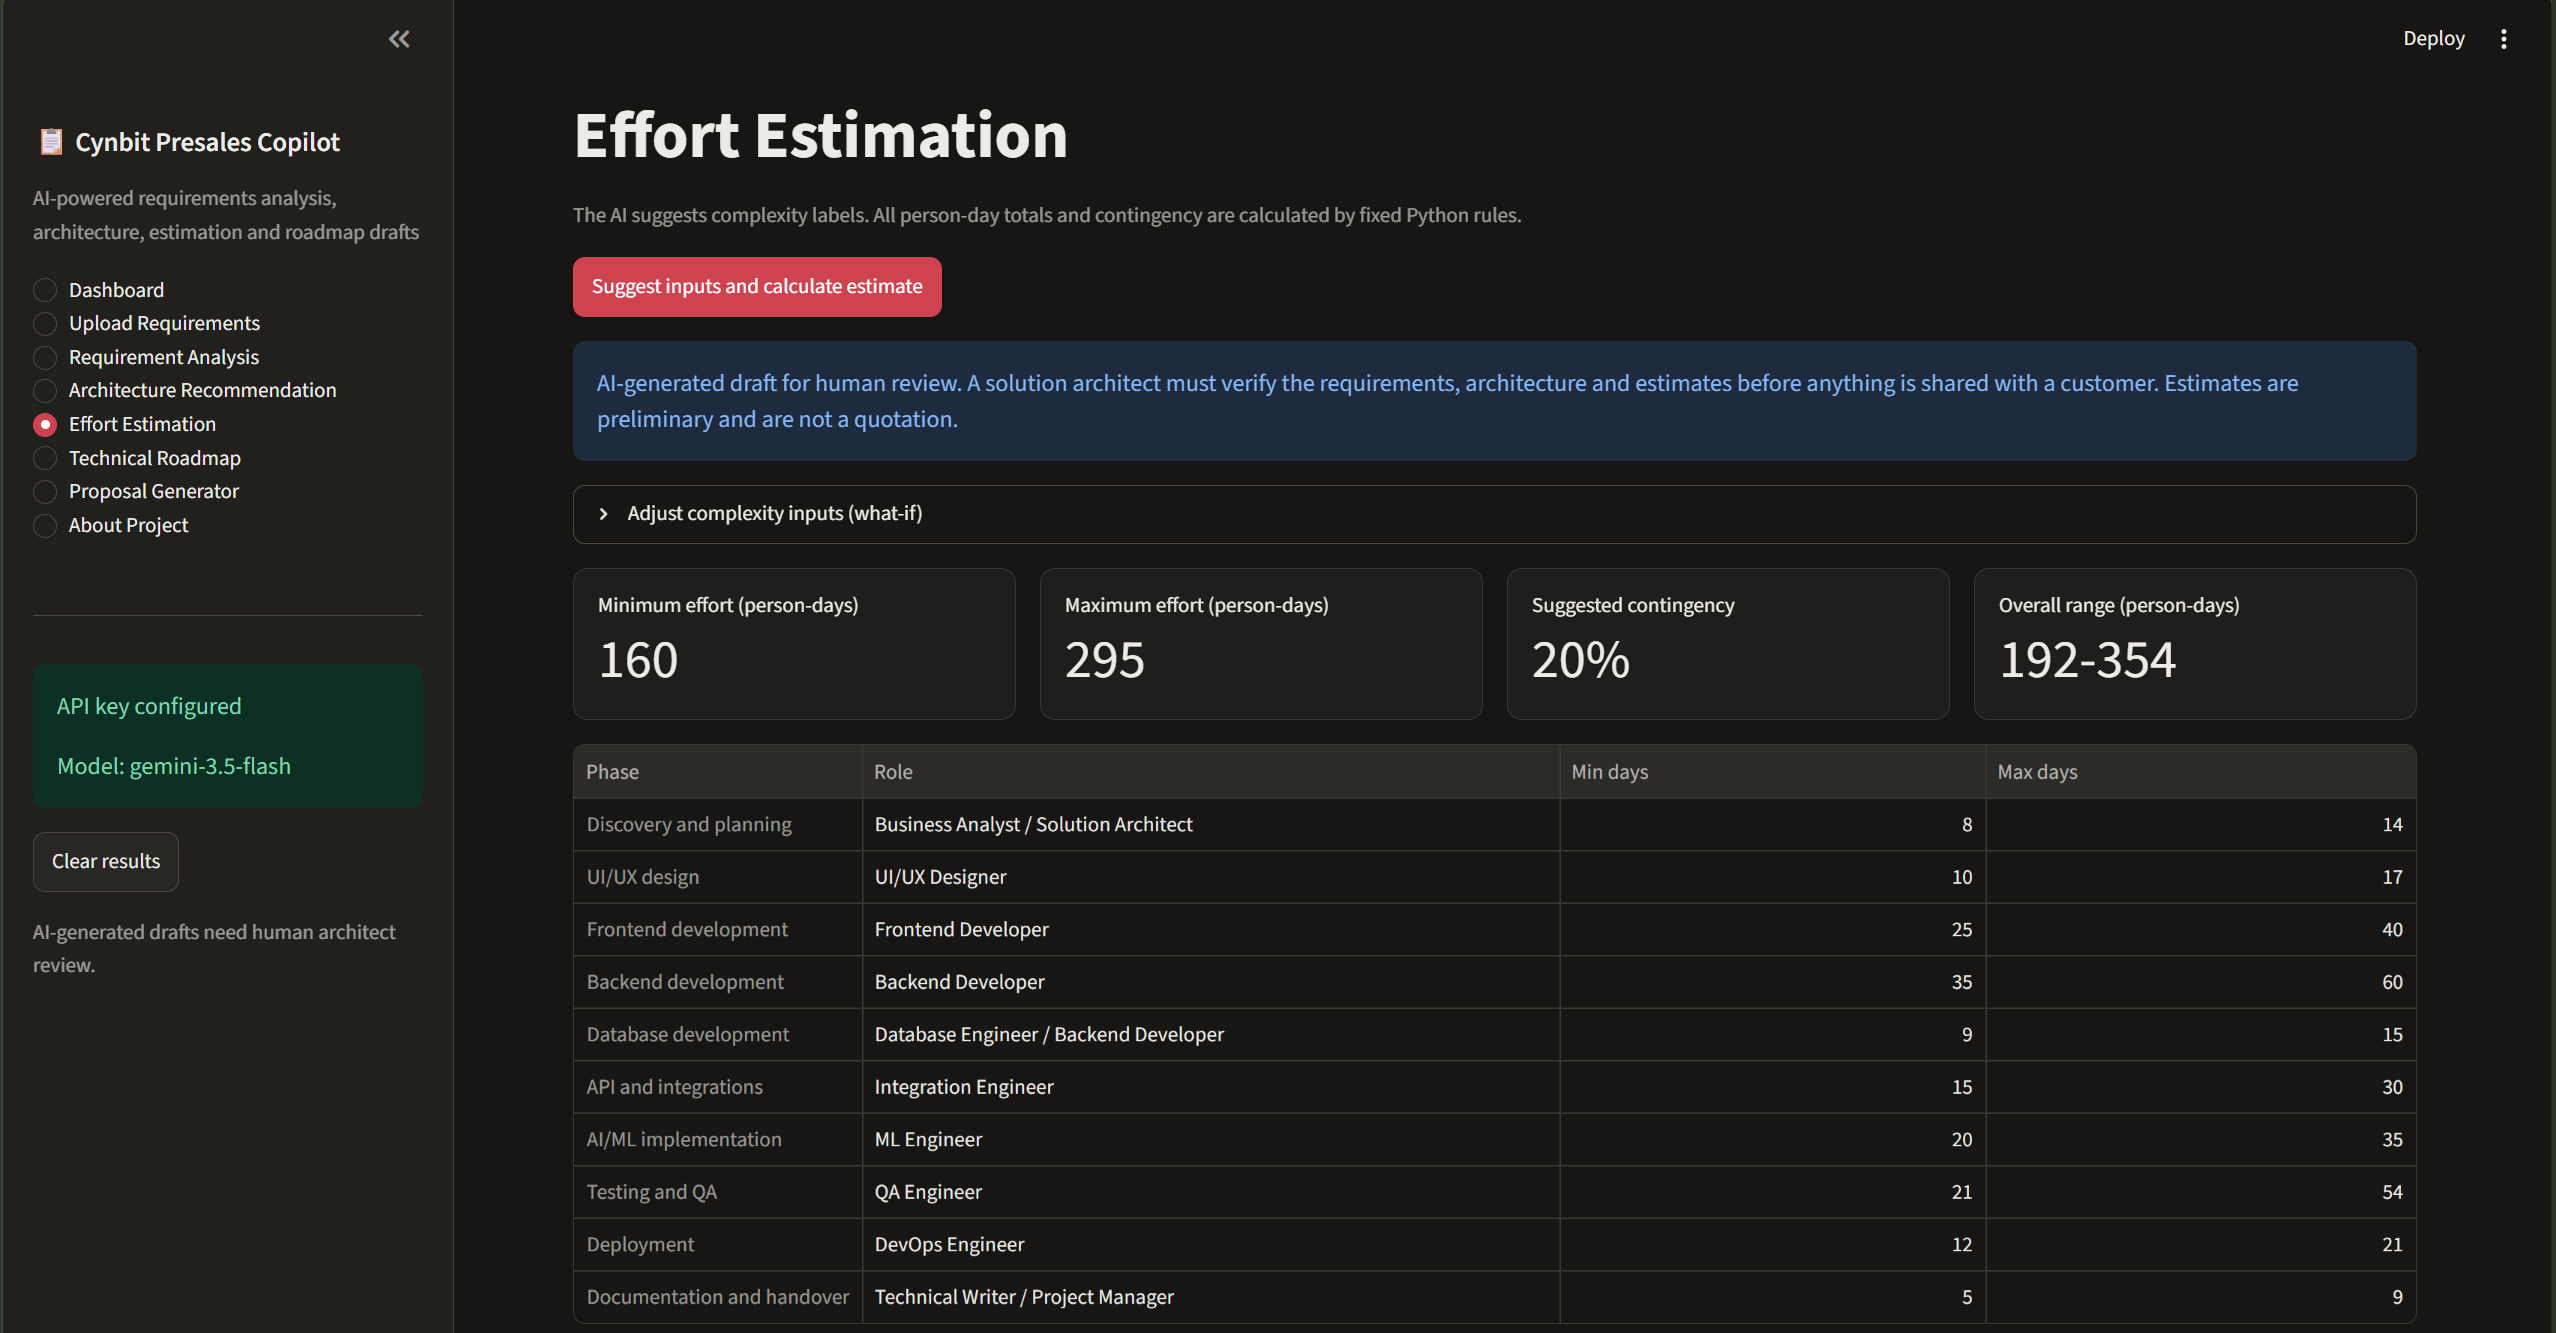 Deploy
Cynbit Presales Copilot
AI-powered requirements analysis,
architecture, estimation and roadmap drafts
Dashboard
Upload Requirements
Requirement Analysis
Architecture Recommendation
Effort Estimation
Technical Roadmap
Proposal Generator
About Project
API key configured
Model: gemini-3.5-flash
Clear results
AI-generated drafts need human architect
review.
Effort Estimation
The AI suggests complexity labels. All person-day totals and contingency are calculated by fixed Python rules.
Suggest inputs and calculate estimate
AI-generated draft for human review. A solution architect must verify the requirements, architecture and estimates before anything is shared with a customer. Estimates are
preliminary and are not a quotation.
Adjust complexity inputs (what-if)
Minimum effort (person-days)
160
Maximum effort (person-days)
295
Suggested contingency
20%
Overall range (person-days)
192-354
Phase Role Min days Max days
Discovery and planning Business Analyst / Solution Architect 8 14
UI/UX design UI/UX Designer 10 17
Frontend development Frontend Developer 25 40
Backend development Backend Developer 35 60
Database development Database Engineer / Backend Developer 9 15
API and integrations Integration Engineer 15 30
AI/ML implementation ML Engineer 20 35
Testing and QA QA Engineer 21 54
Deployment DevOps Engineer 12 21
Documentation and handover Technical Writer / Project Manager 5 9